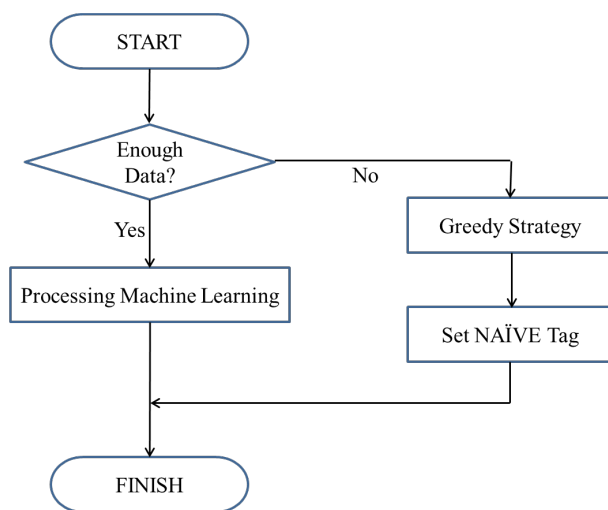 START
Enough
Data?
No
Yes
Greedy Strategy
Processing Machine Learning
Set NAÏVE Tag
FINISH